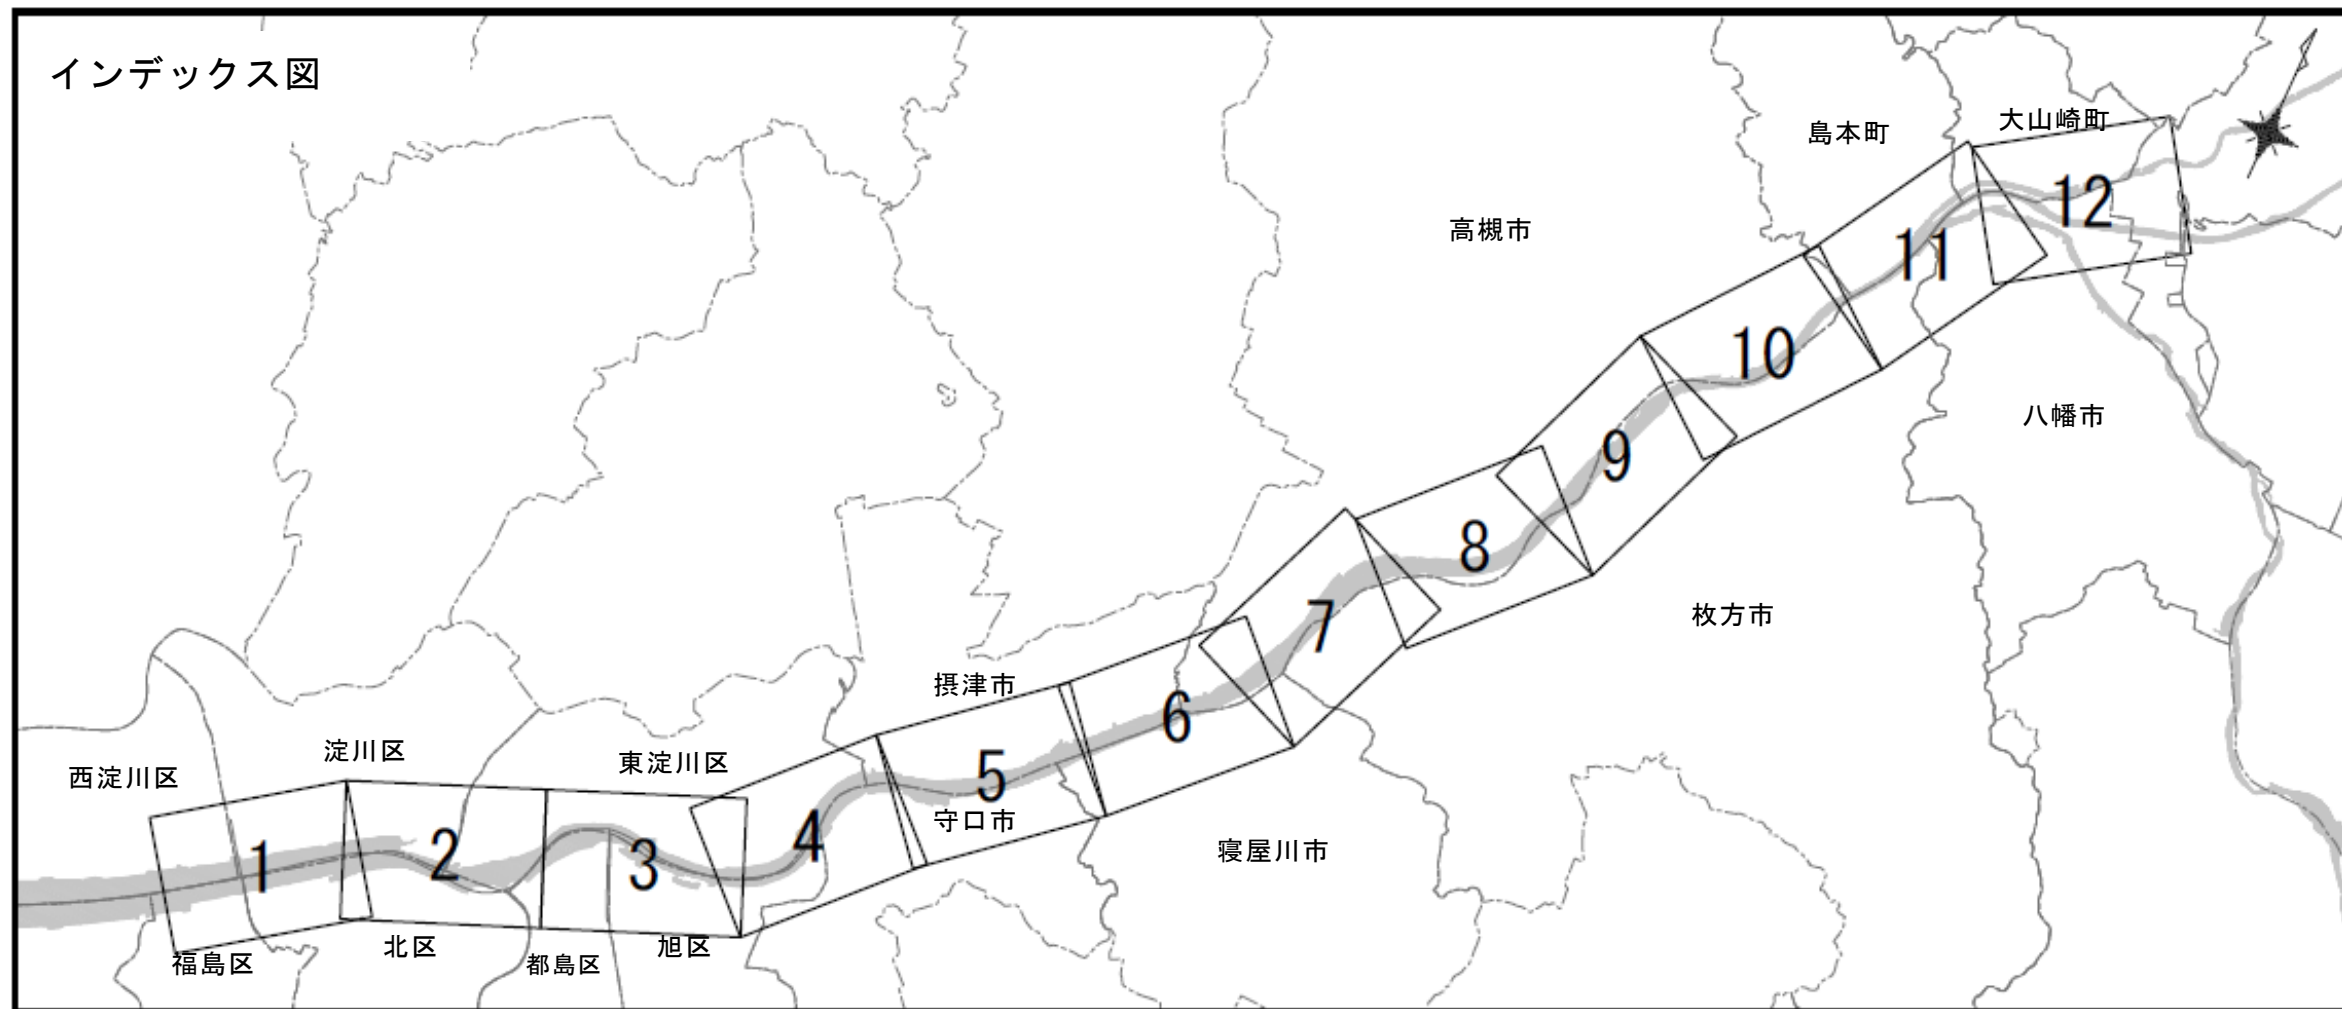 インデックス図
大山崎町
島本町
12
高槻市
11
10
八幡市
9
8
枚方市
7
摂津市
6
淀川区
東淀川区
西淀川区
5
守口市
4
寝屋川市
1
2
3
福島区
北区
都島区
旭区